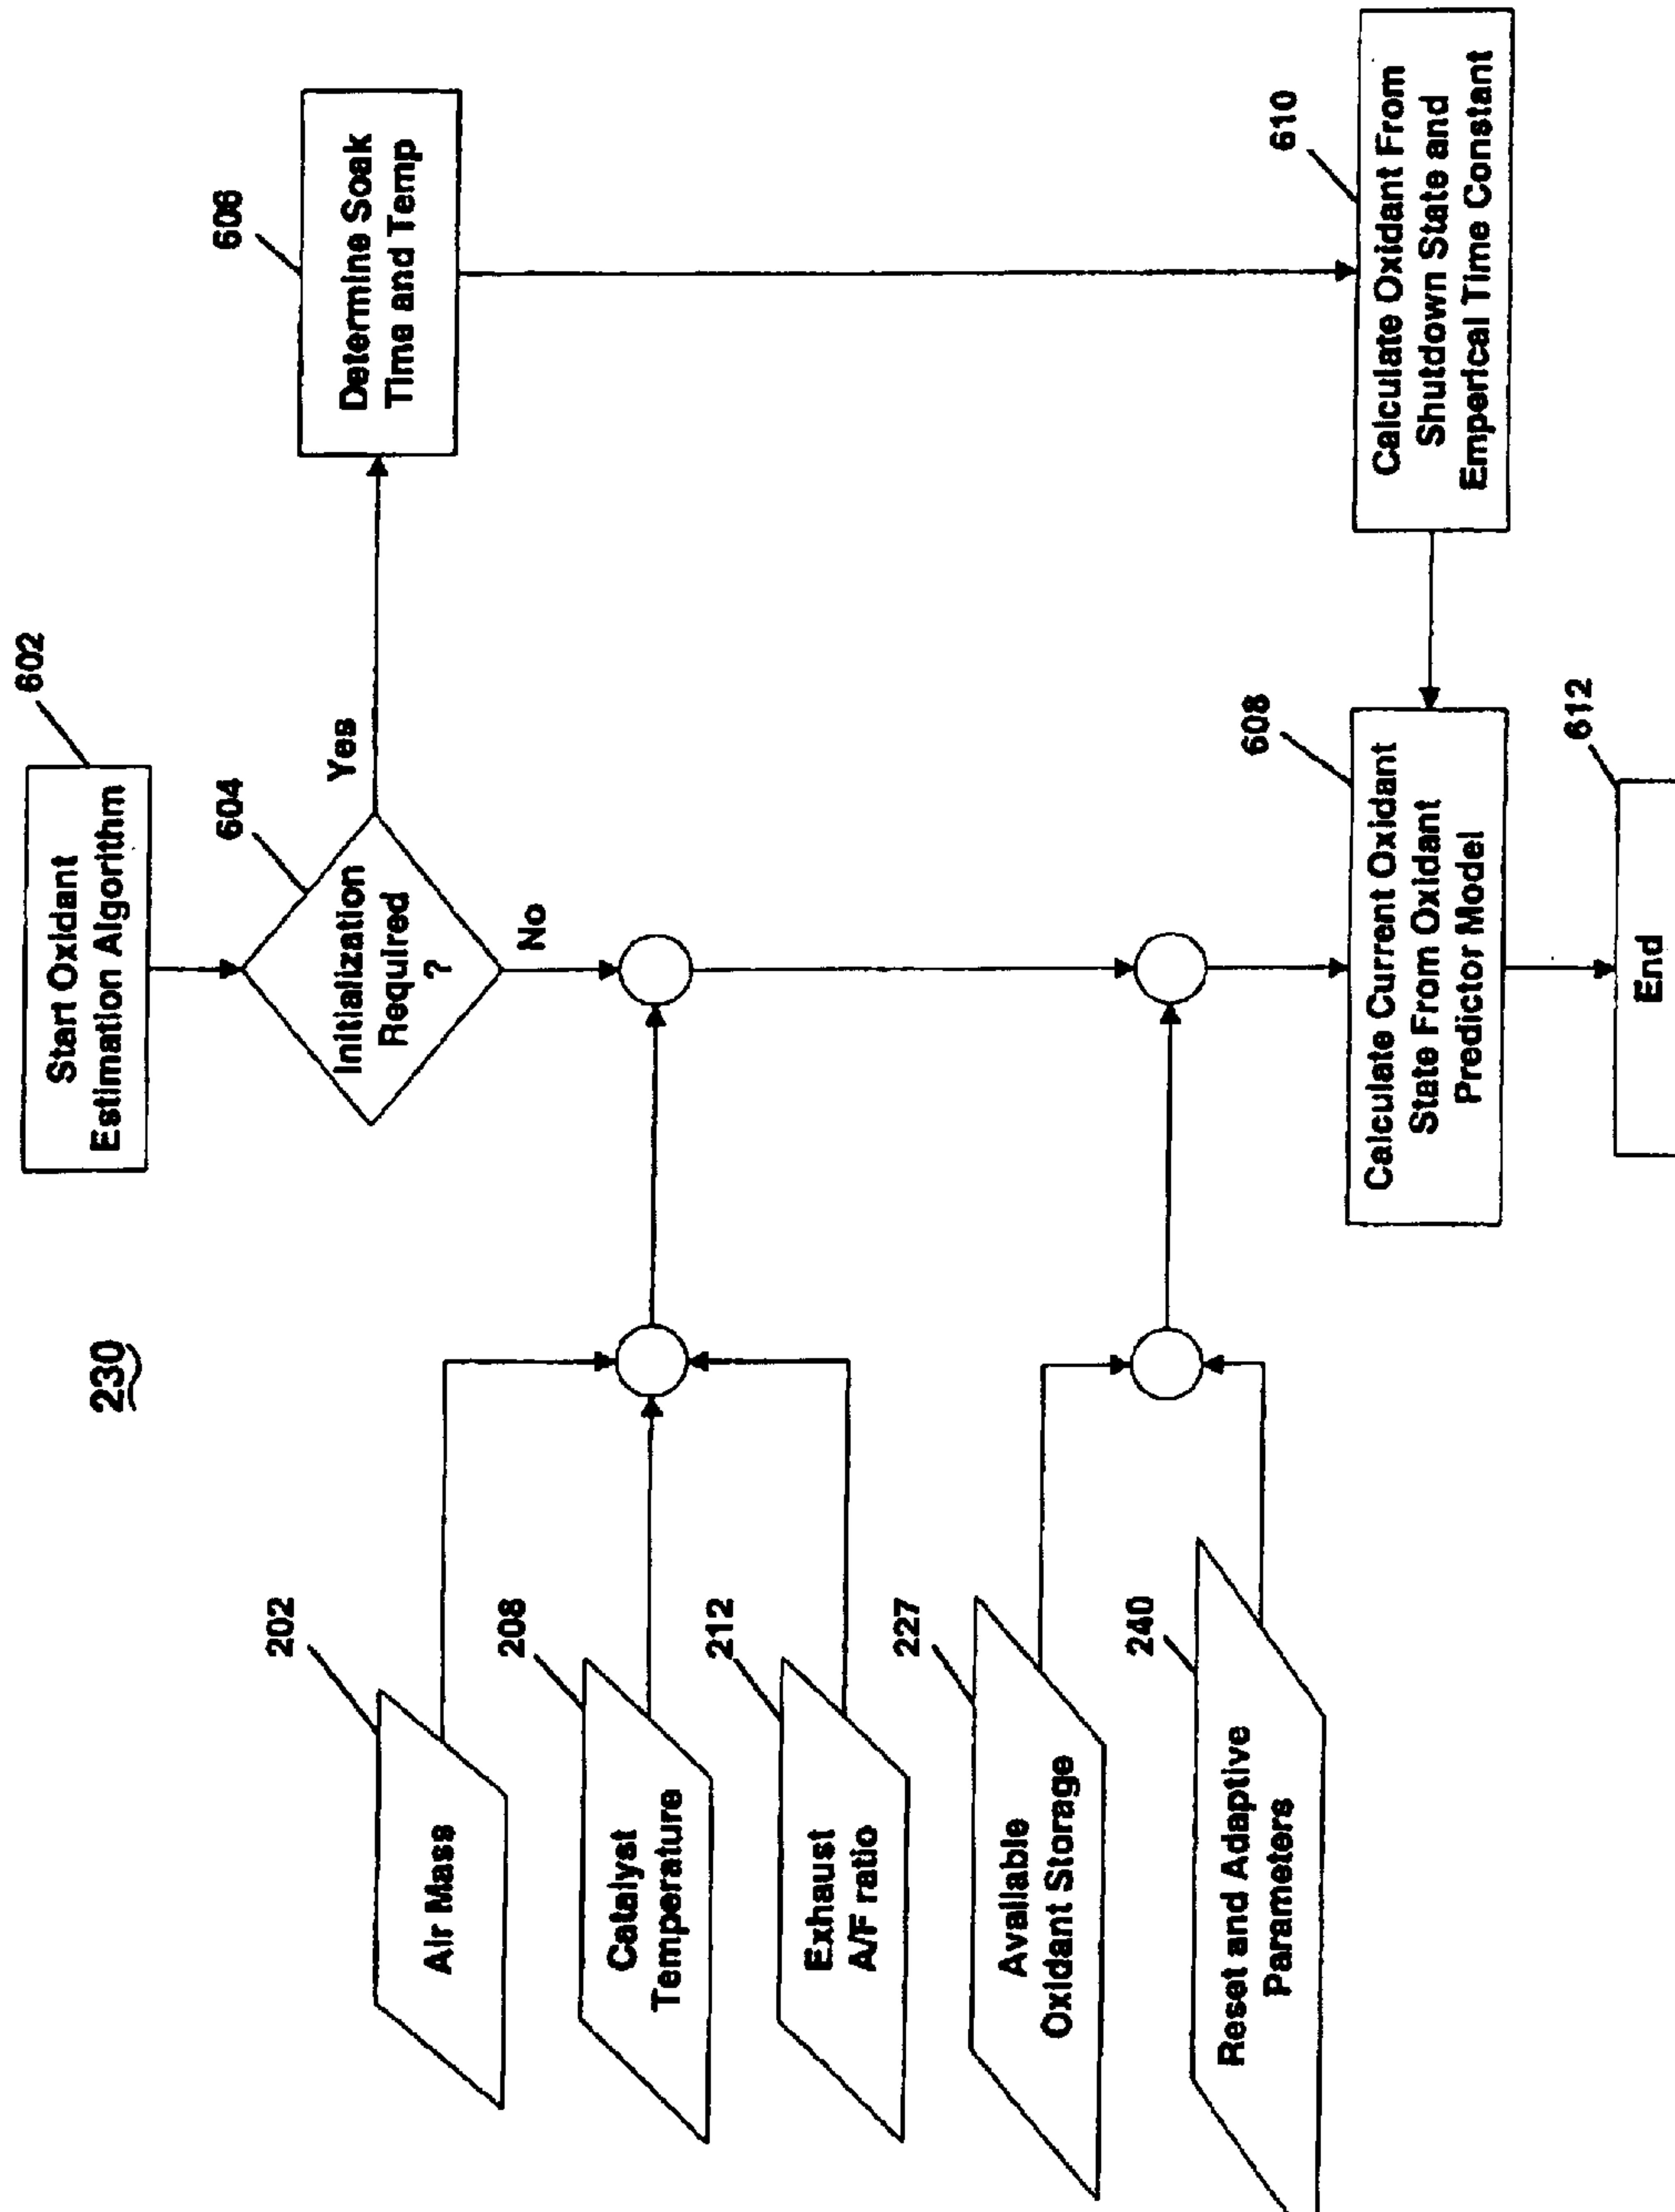 230
602
Start Oxidant
Estimation Algorithm
604
Initialization
Required
?
Yes
No
606
Determine Soak
Time and Temp
202
Air Mass
208
Catalyst
Temperature
212
Exhaust
A/F ratio
227
Available
Oxidant Storage
240
Reset and Adaptive
Parameters
608
Calculate Current Oxidant
State From Oxidant
Predictor Model
610
Calculate Oxidant From
Shutdown State and
Emperical Time Constant
612
End